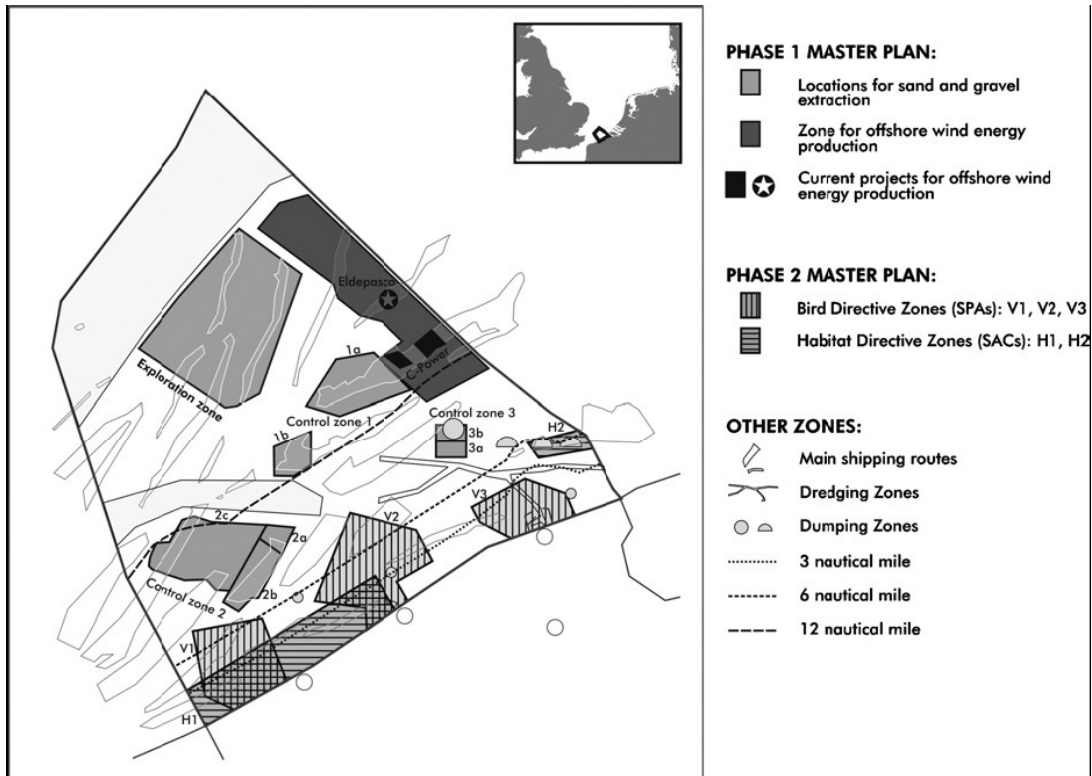 PHASE 1 MASTER PLAN:
Locations for sand and gravel
extraction
Zone for offshore wind energy
production
Current projects for offshore wind
energy production
PHASE 2 MASTER PLAN:
Bird Directive Zones (SPAs): V1, V2, V3
Habitat Directive Zones (SACs): H1, H2
OTHER ZONES:
Main shipping routes
Dredging Zones
Dumping Zones
3 nautical mile
6 nautical mile
12 nautical mile
Eldepasco
1a
C-Power
Exploration zone
Control zone 1
Control zone 3
3b
3a
H2
1b
V3
2c
V2
2a
Control zone 2
2b
V1
H1